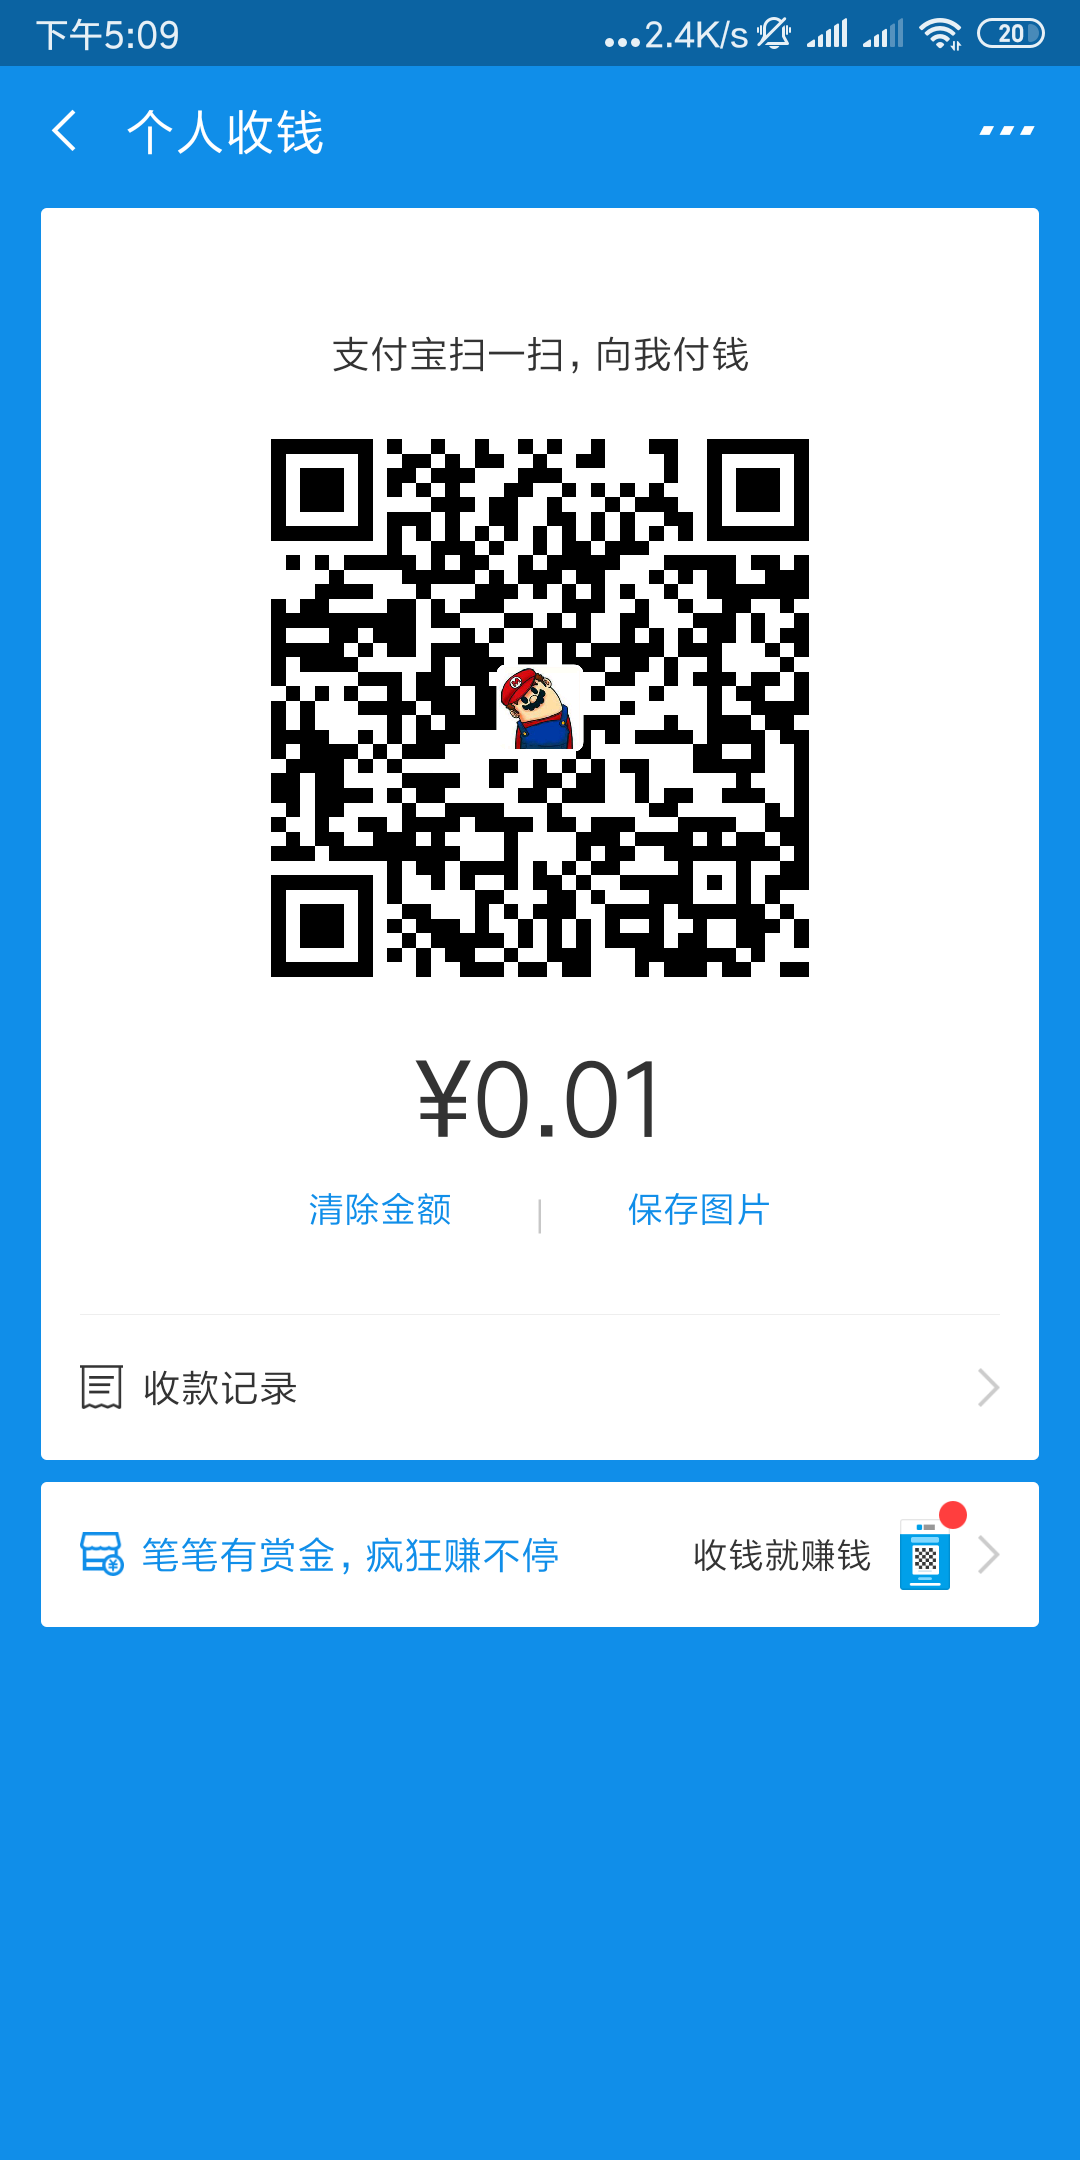 下午5:09
...2.4K/s
20
个人收钱
支付宝扫一扫，向我付钱
¥0.01
清除金额 | 保存图片
收款记录
笔笔有赏金，疯狂赚不停 收钱就赚钱